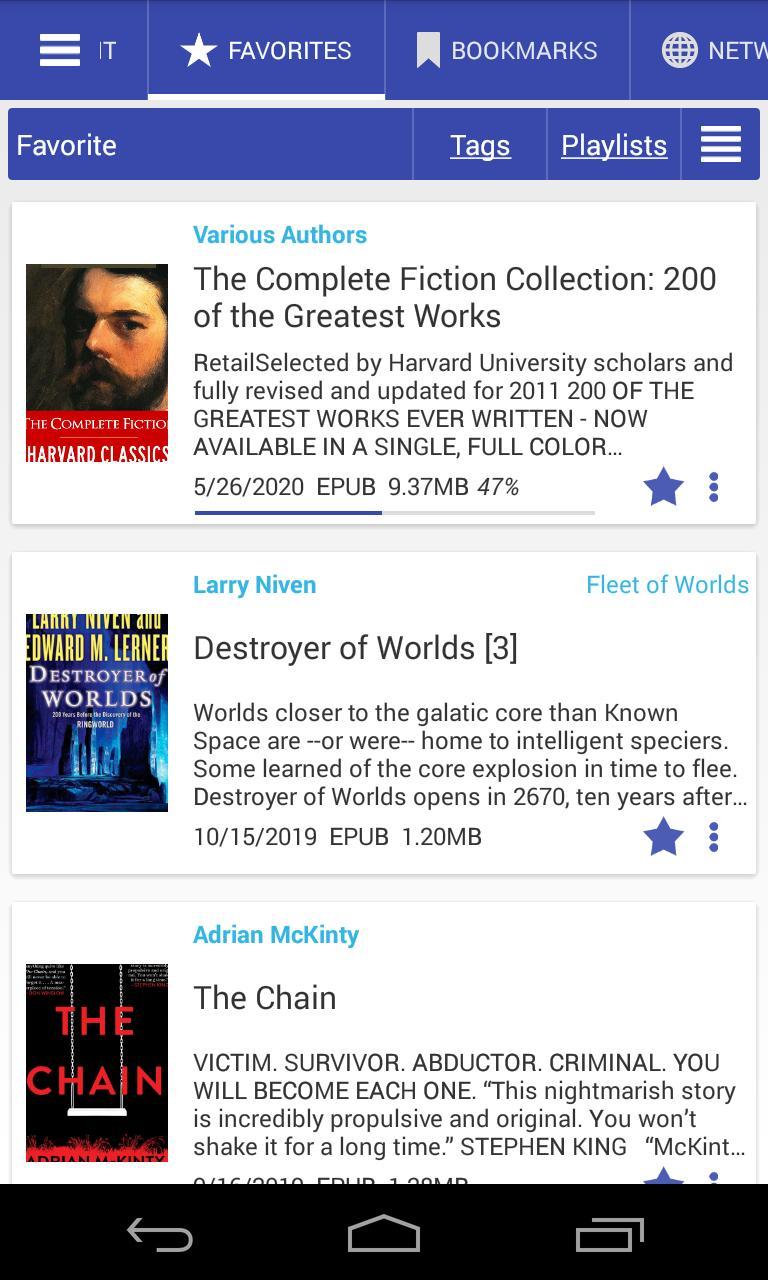 IT
FAVORITES
BOOKMARKS
NETW
Favorite
Tags
Playlists
Various Authors
The Complete Fiction Collection: 200
of the Greatest Works
THE COMPLETE FICTIO
HARVARD CLASSICS
RetailSelected by Harvard University scholars and
fully revised and updated for 2011 200 OF THE
GREATEST WORKS EVER WRITTEN - NOW
AVAILABLE IN A SINGLE, FULL COLOR...
5/26/2020 EPUB 9.37MB 47%
Larry Niven
Fleet of Worlds
Destroyer of Worlds [3]
LARRY NIVEN and
EDWARD M. LERNER
DESTROYER of
WORLDS
200 Years Before the Discovery of the
RINGWORLD
Worlds closer to the galatic core than Known
Space are --or were-- home to intelligent speciers.
Some learned of the core explosion in time to flee.
Destroyer of Worlds opens in 2670, ten years after...
10/15/2019 EPUB 1.20MB
Adrian McKinty
The Chain
THE
CHAIN
ADRIAN McKINTY
VICTIM. SURVIVOR. ABDUCTOR. CRIMINAL. YOU
WILL BECOME EACH ONE. “This nightmarish story
is incredibly propulsive and original. You won’t
shake it for a long time.” STEPHEN KING “McKint...
9/16/2019 EPUB 1.28MB